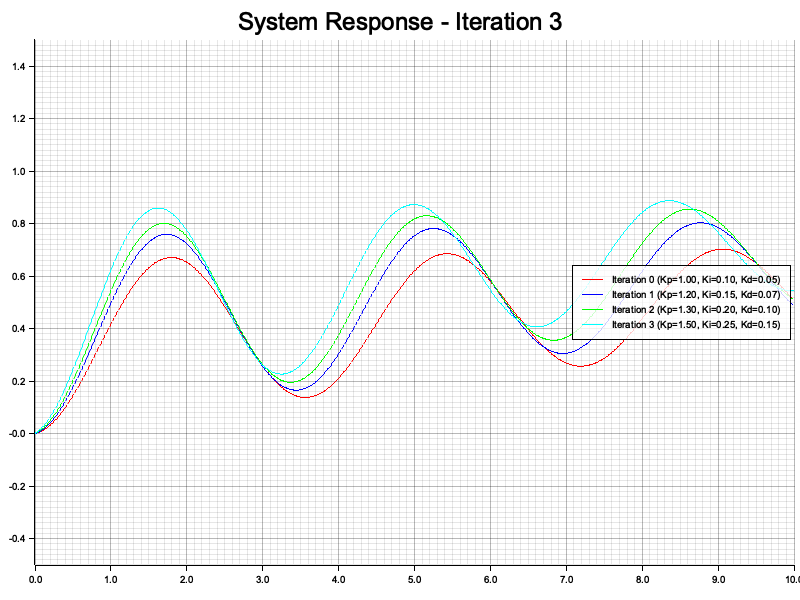 System Response - Iteration 3
1.4
1.2
1.0
0.8
0.6
0.4
0.2
-0.0
-0.2
-0.4
Iteration 0 (Kp=1.00, Ki=0.10, Kd=0.05)
Iteration 1 (Kp=1.20, Ki=0.15, Kd=0.07)
Iteration 2 (Kp=1.30, Ki=0.20, Kd=0.10)
Iteration 3 (Kp=1.50, Ki=0.25, Kd=0.15)
0.0 1.0 2.0 3.0 4.0 5.0 6.0 7.0 8.0 9.0 10.0